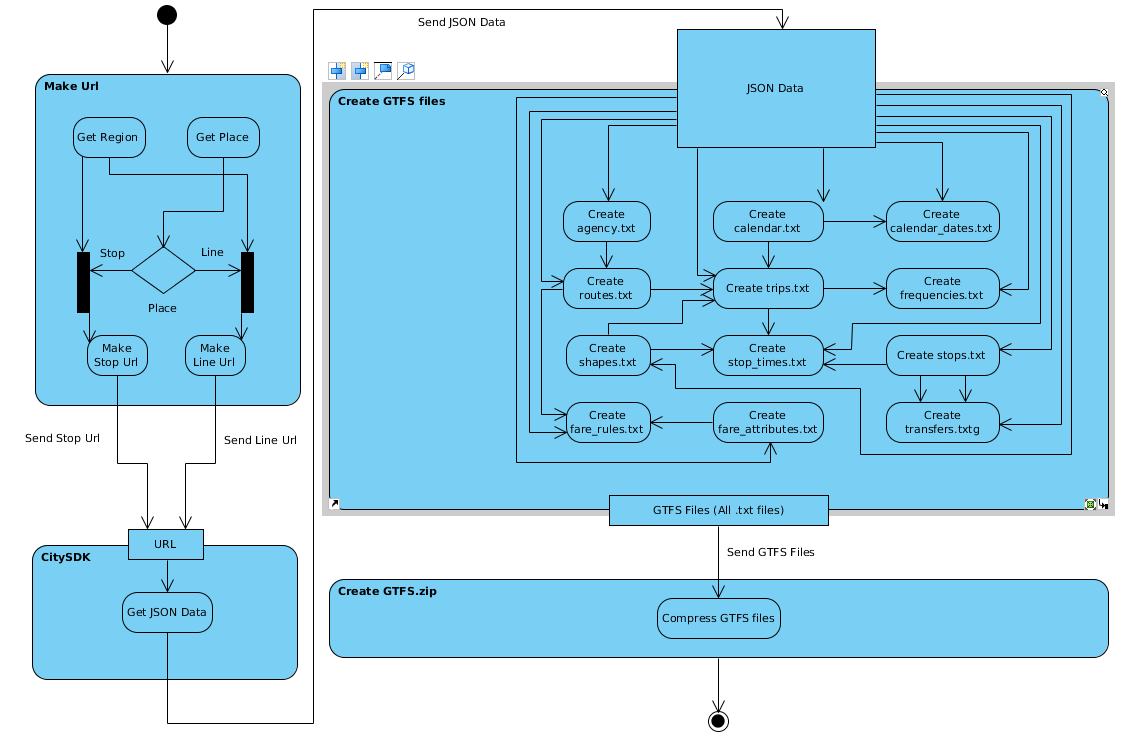 Send JSON Data
Make Url
Get Region
Get Place
Stop
Line
Place
Make
Stop Url
Make
Line Url
Send Stop Url
Send Line Url
URL
CitySDK
Get JSON Data
JSON Data
Create GTFS files
Create
agency.txt
Create
calendar.txt
Create
calendar_dates.txt
Create
routes.txt
Create trips.txt
Create
frequencies.txt
Create
shapes.txt
Create
stop_times.txt
Create stops.txt
Create
fare_rules.txt
Create
fare_attributes.txt
Create
transfers.txtg
GTFS Files (All .txt files)
Send GTFS Files
Create GTFS.zip
Compress GTFS files